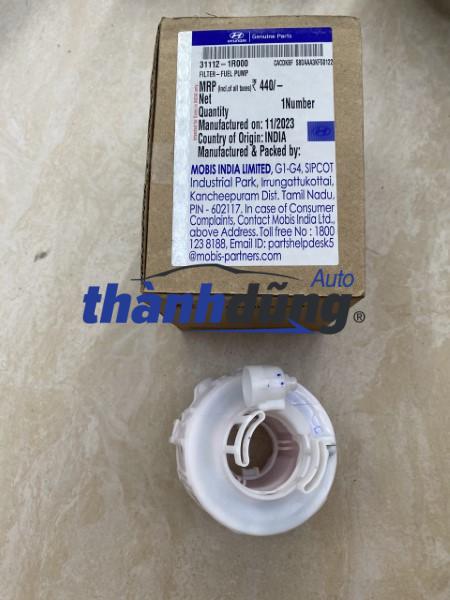 HYUNDAI Genuine Parts
31112-1R000 CACDKBF S8DAAA3KFS0122
FILTER-FUEL PUMP
MRP (incl.of all taxes) ₹ 440/-
Net
Quantity 1Number
Manufactured on: 11/2023
Country of Origin: INDIA
Manufactured & Packed by:
MOBIS INDIA LIMITED, G1-G4, SIPCOT
Industrial Park, Irrungattukottai,
Kancheepuram Dist. Tamil Nadu,
PIN - 602117. In case of Consumer
Complaints, Contact Mobis India Ltd.,
above Address. Toll free No : 1800
123 8188, Email ID: partshelpdesk5
@mobis-partners.com
Auto
thànhdũng®